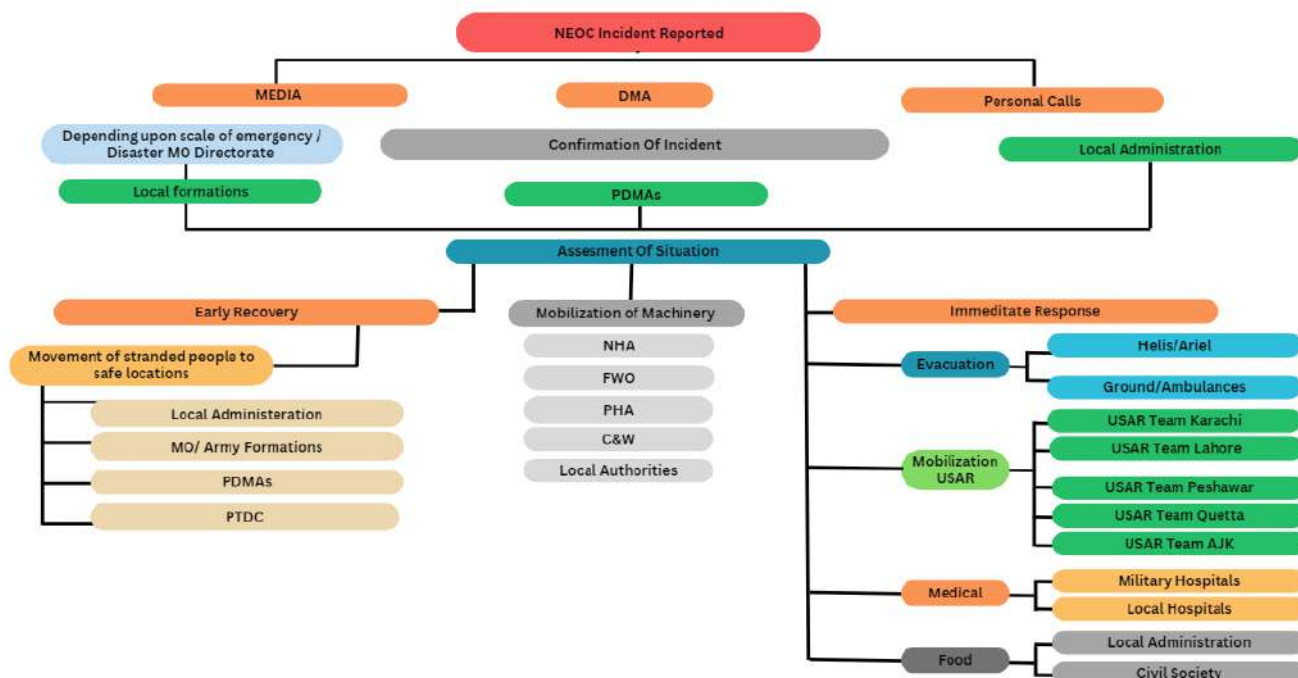 NEOC Incident Reported
MEDIA
DMA
Personal Calls
Depending upon scale of emergency /
Disaster MO Directorate
Confirmation Of Incident
Local Administration
Local formations
PDMAs
Assesment Of Situation
Early Recovery
Mobilization of Machinery
Immeditate Response
Movement of stranded people to
safe locations
Local Administeration
MO/ Army Formations
PDMAs
PTDC
NHA
FWO
PHA
C&W
Local Authorities
Evacuation
Helis/Ariel
Ground/Ambulances
Mobilization
USAR
USAR Team Karachi
USAR Team Lahore
USAR Team Peshawar
USAR Team Quetta
USAR Team AJK
Medical
Military Hospitals
Local Hospitals
Food
Local Administration
Civil Society